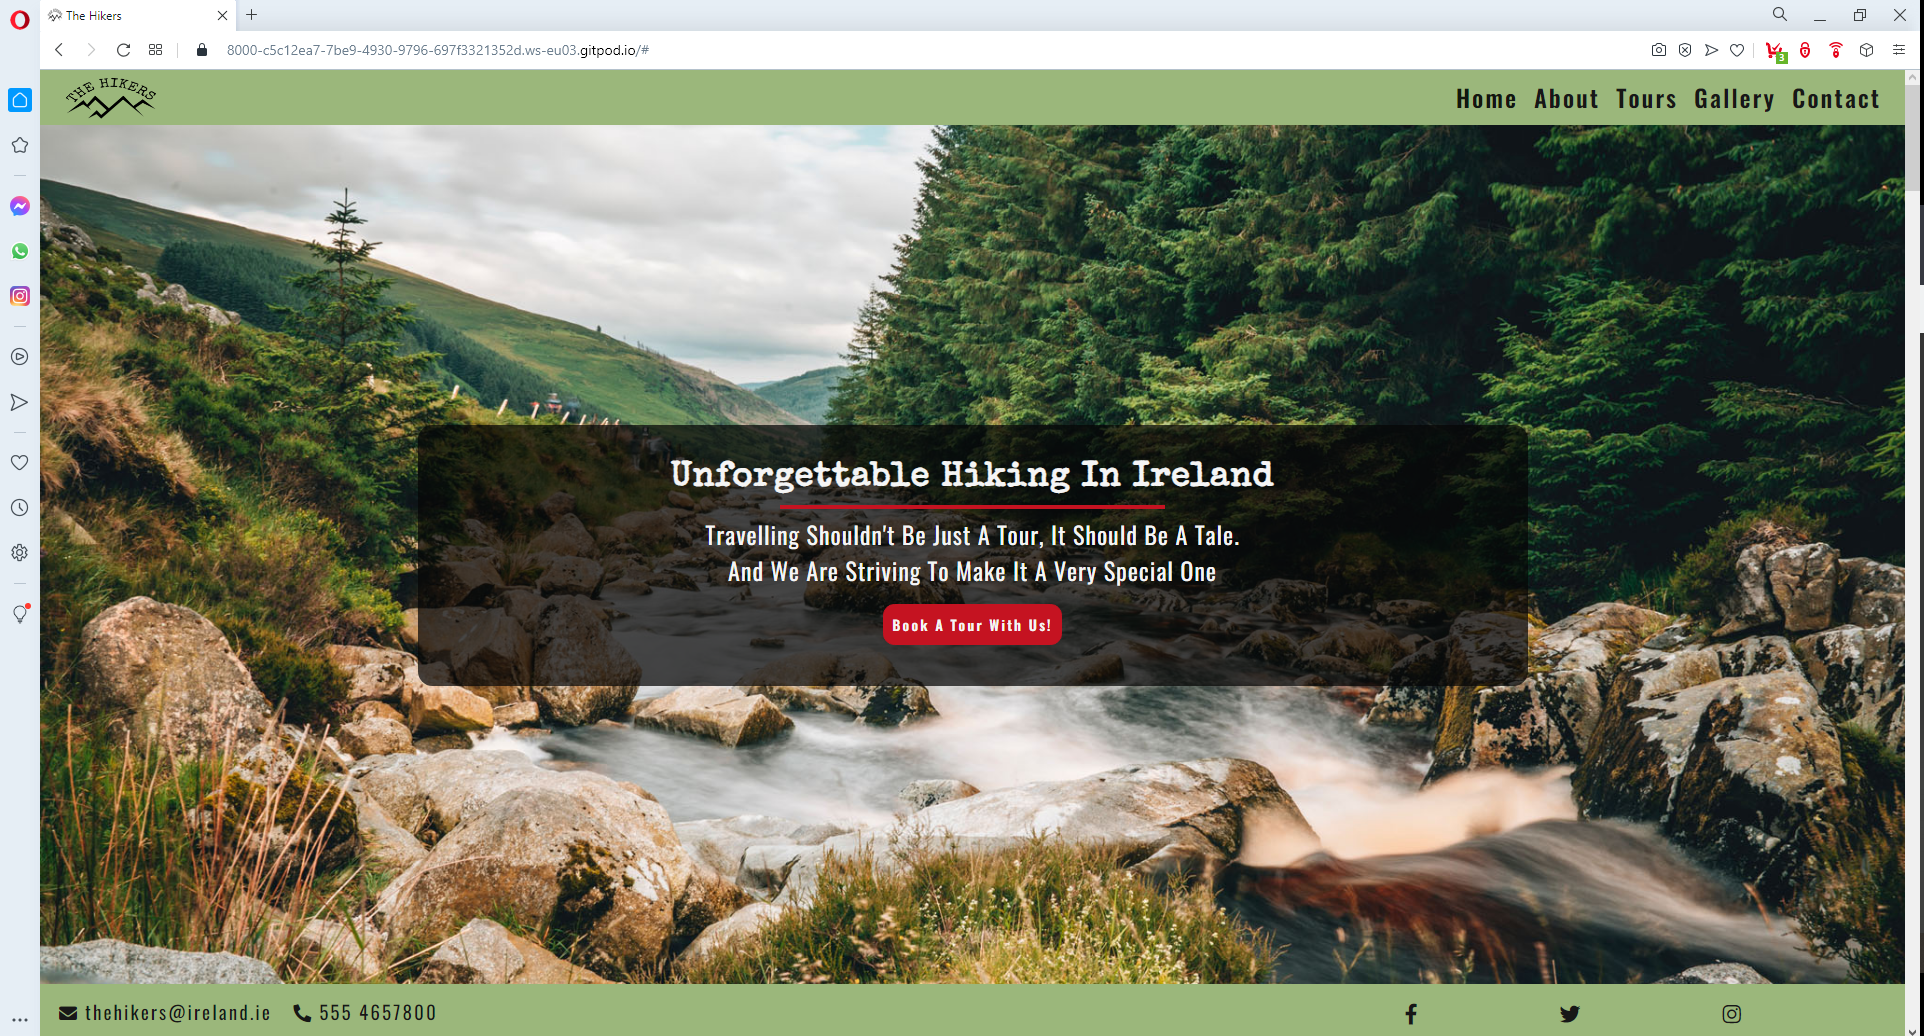 The Hikers
8000-c5c12ea7-7be9-4930-9796-697f3321352d.ws-eu03.gitpod.io/#
3
THE HIKERS
Home About Tours Gallery Contact
Unforgettable Hiking In Ireland
Travelling Shouldn't Be Just A Tour, It Should Be A Tale.
And We Are Striving To Make It A Very Special One
Book A Tour With Us!
thehikers@ireland.ie 555 4657800